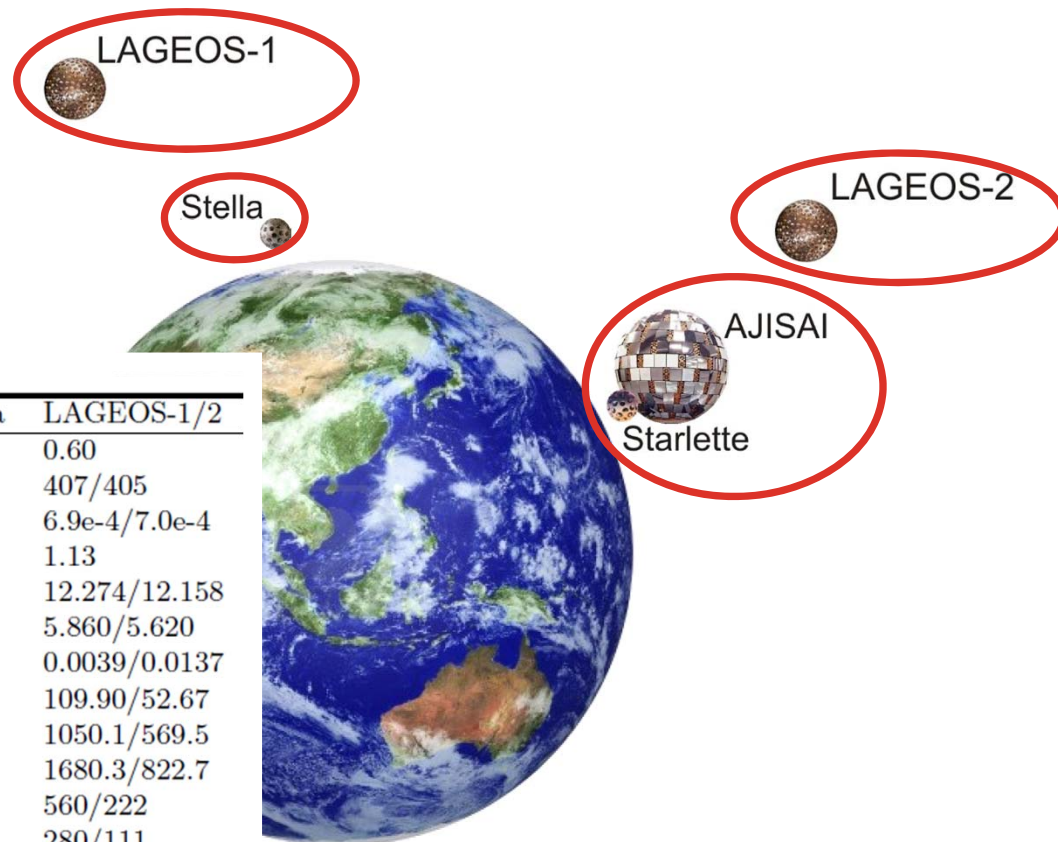 LAGEOS-1
Stella
LAGEOS-2
AJISAI
Starlette
LAGEOS-1/2
0.60
407/405
6.9e-4/7.0e-4
1.13
12.274/12.158
5.860/5.620
0.0039/0.0137
109.90/52.67
1050.1/569.5
1680.3/822.7
560/222
280/111